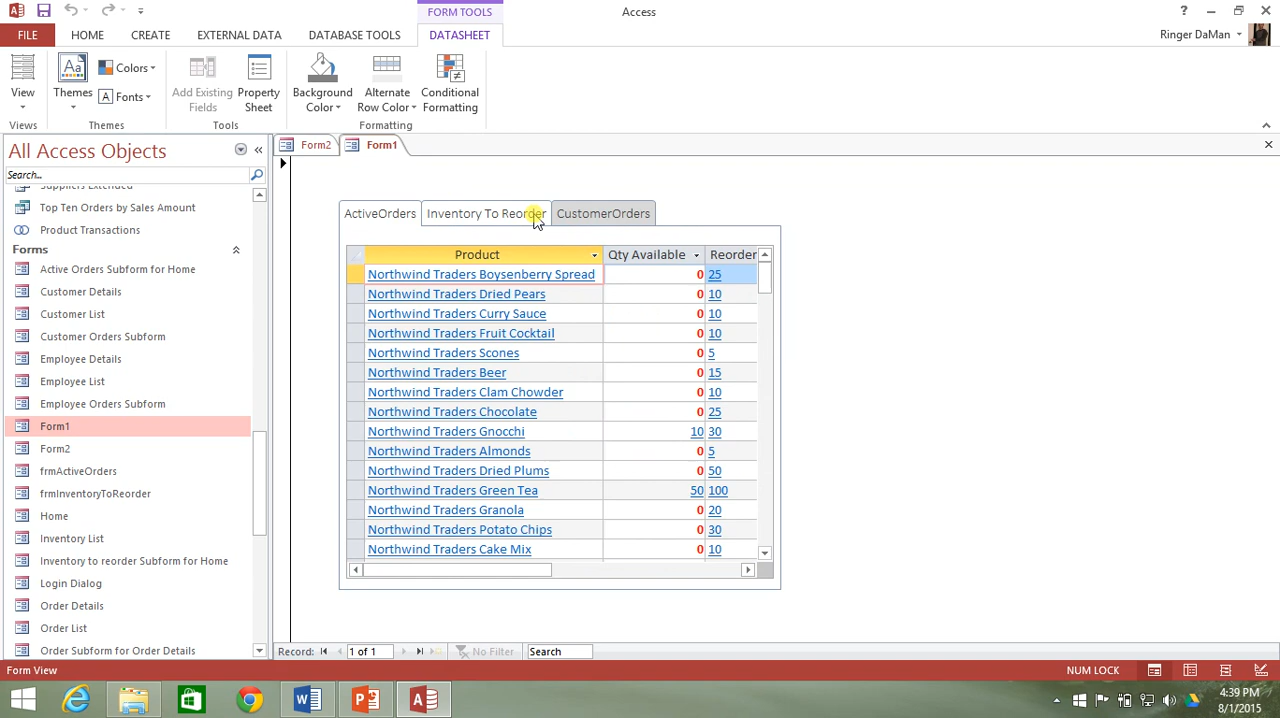 FORM TOOLS
Access
?
FILE
HOME
CREATE
EXTERNAL DATA
DATABASE TOOLS
DATASHEET
Ringer DaMan
View
Aa
Themes
Colors
A Fonts
Add Existing
Fields
Property
Sheet
Background
Color
Alternate
Row Color
Conditional
Formatting
Views
Themes
Tools
Formatting
All Access Objects
Search...
Suppliers Extended
Top Ten Orders by Sales Amount
Product Transactions
Forms
Active Orders Subform for Home
Customer Details
Customer List
Customer Orders Subform
Employee Details
Employee List
Employee Orders Subform
Form1
Form2
frmActiveOrders
frmInventoryToReorder
Home
Inventory List
Inventory to reorder Subform for Home
Login Dialog
Order Details
Order List
Order Subform for Order Details
Form2
Form1
ActiveOrders
Inventory To Reorder
CustomerOrders
Product Qty Available Reorder
Northwind Traders Boysenberry Spread 0 25
Northwind Traders Dried Pears 0 10
Northwind Traders Curry Sauce 0 10
Northwind Traders Fruit Cocktail 0 10
Northwind Traders Scones 0 5
Northwind Traders Beer 0 15
Northwind Traders Clam Chowder 0 10
Northwind Traders Chocolate 0 25
Northwind Traders Gnocchi 10 30
Northwind Traders Almonds 0 5
Northwind Traders Dried Plums 0 50
Northwind Traders Green Tea 50 100
Northwind Traders Granola 0 20
Northwind Traders Potato Chips 0 30
Northwind Traders Cake Mix 0 10
Record: 1 of 1 No Filter Search
Form View
NUM LOCK
4:39 PM
8/1/2015